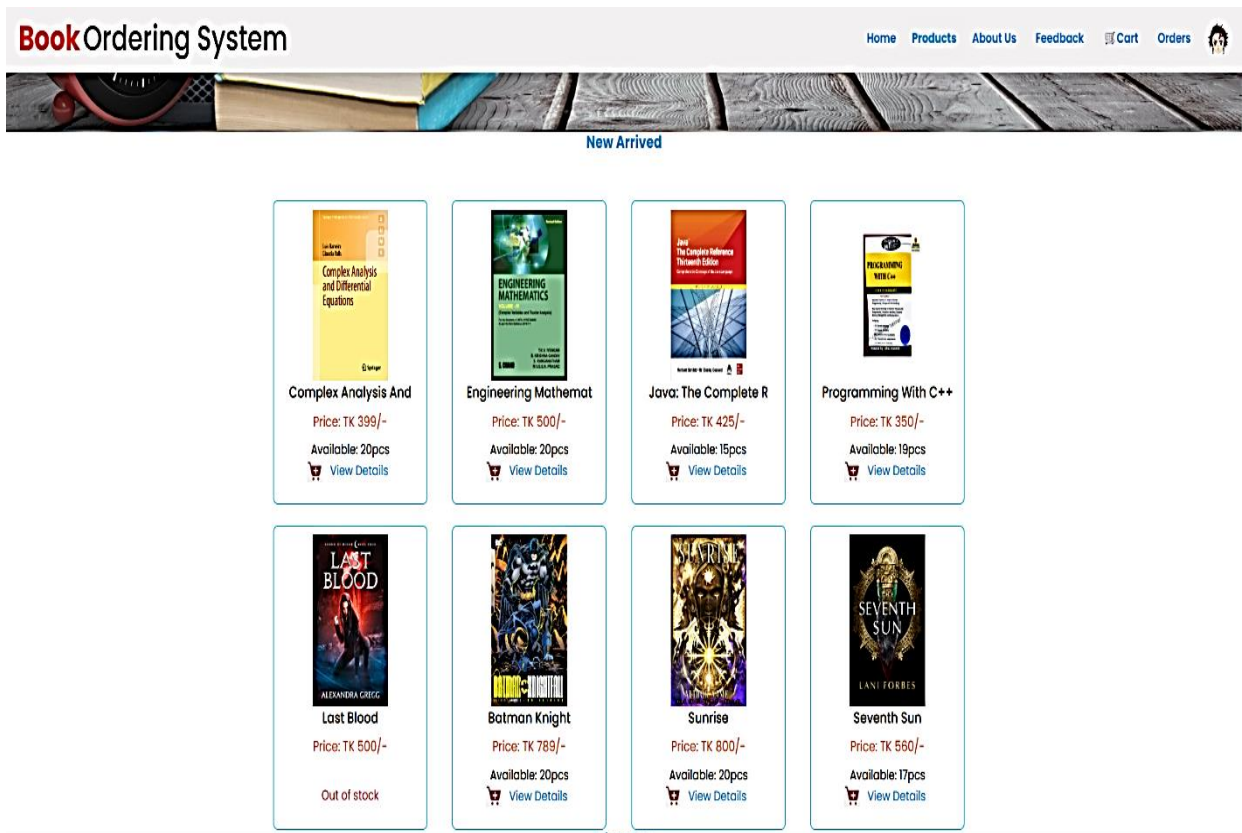 Book Ordering System
Home Products About Us Feedback Cart Orders
New Arrived
Complex Analysis
and Differential
Equations
Springer
Complex Analysis And
Price: TK 399/-
Available: 20pcs
View Details
ENGINEERING
MATHEMATICS
Engineering Mathemat
Price: TK 500/-
Available: 20pcs
View Details
Java
The Complete Reference
Thirteenth Edition
Java: The Complete R
Price: TK 425/-
Available: 15pcs
View Details
PROGRAMMING
WITH C++
Programming With C++
Price: TK 350/-
Available: 19pcs
View Details
LAST
BLOOD
ALEXANDRA GREGG
Last Blood
Price: TK 500/-
Out of stock
Batman Knight
Price: TK 789/-
Available: 20pcs
View Details
SUNRISE
Sunrise
Price: TK 800/-
Available: 20pcs
View Details
SEVENTH
SUN
LANI FORBES
Seventh Sun
Price: TK 560/-
Available: 17pcs
View Details